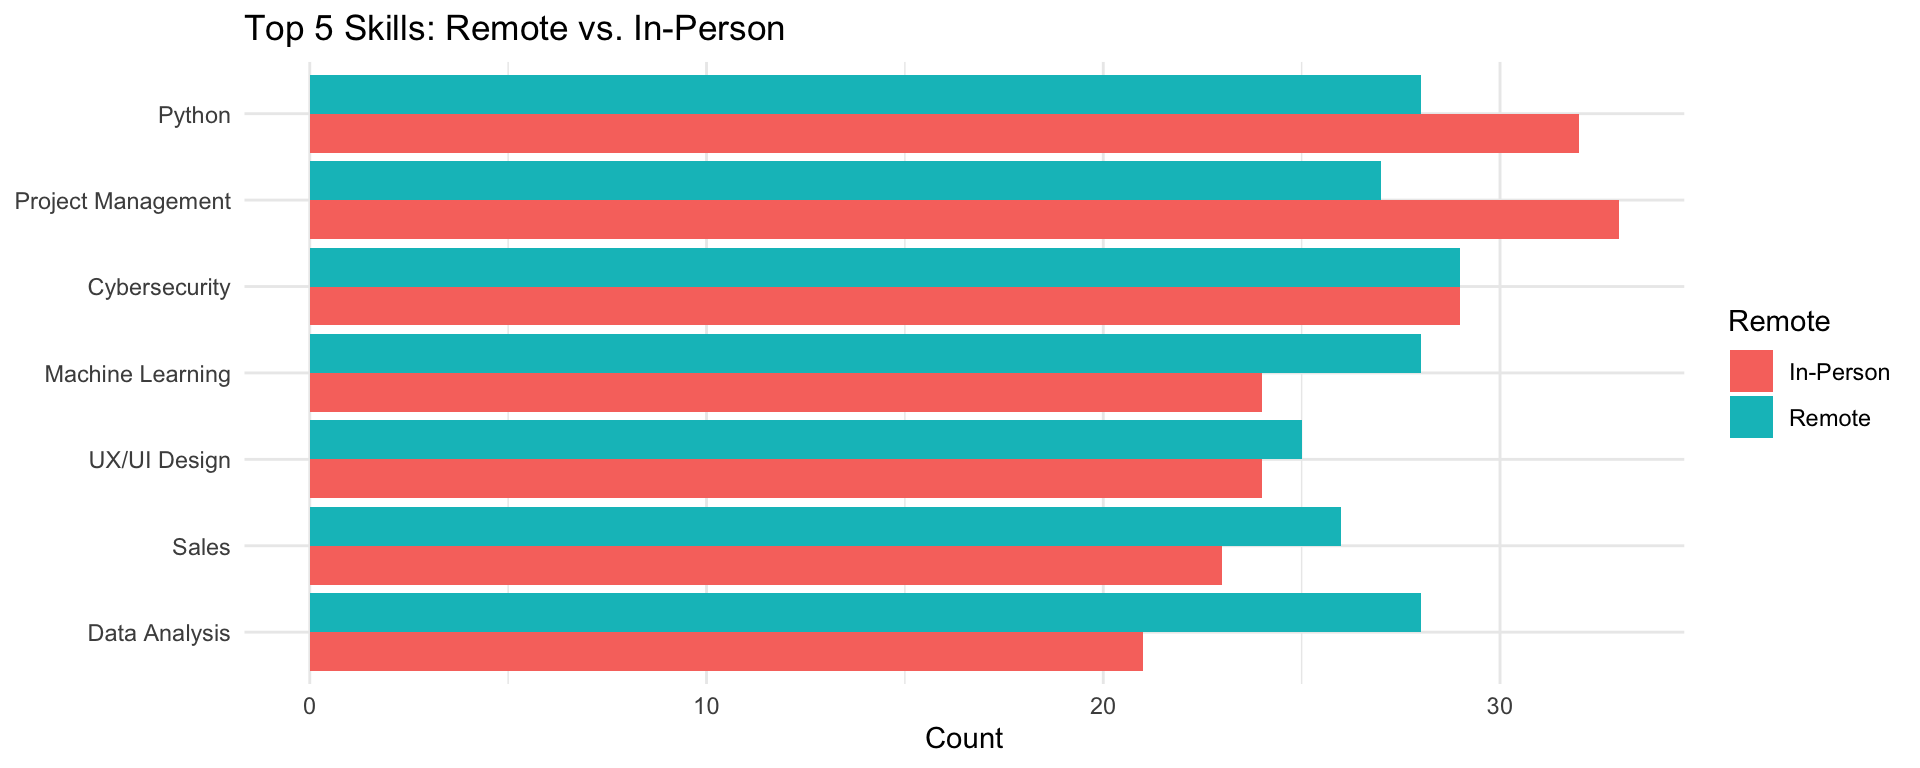 Top 5 Skills: Remote vs. In-Person
Python
Project Management
Cybersecurity
Machine Learning
UX/UI Design
Sales
Data Analysis
0 10 20 30
Count
Remote
In-Person
Remote